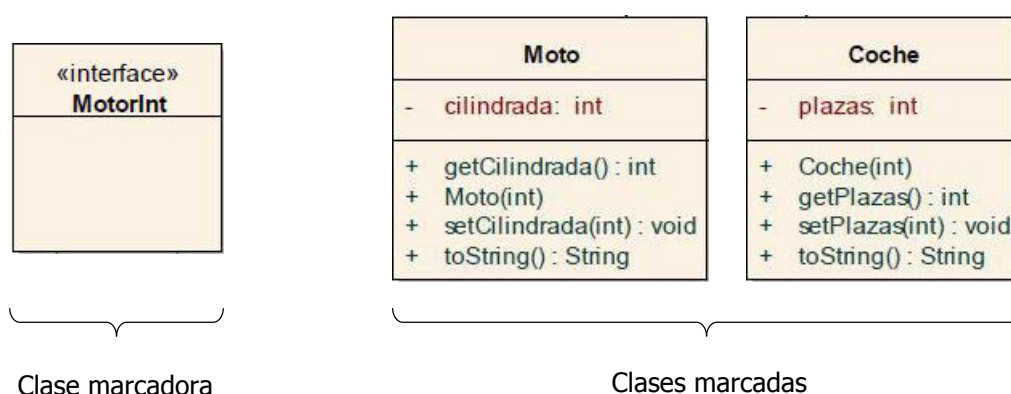 «interface»
MotorInt
Moto
- cilindrada: int
+ getCilindrada() : int
+ Moto(int)
+ setCilindrada(int) : void
+ toString() : String
Coche
- plazas: int
+ Coche(int)
+ getPlazas() : int
+ setPlazas(int) : void
+ toString() : String
Clase marcadora
Clases marcadas